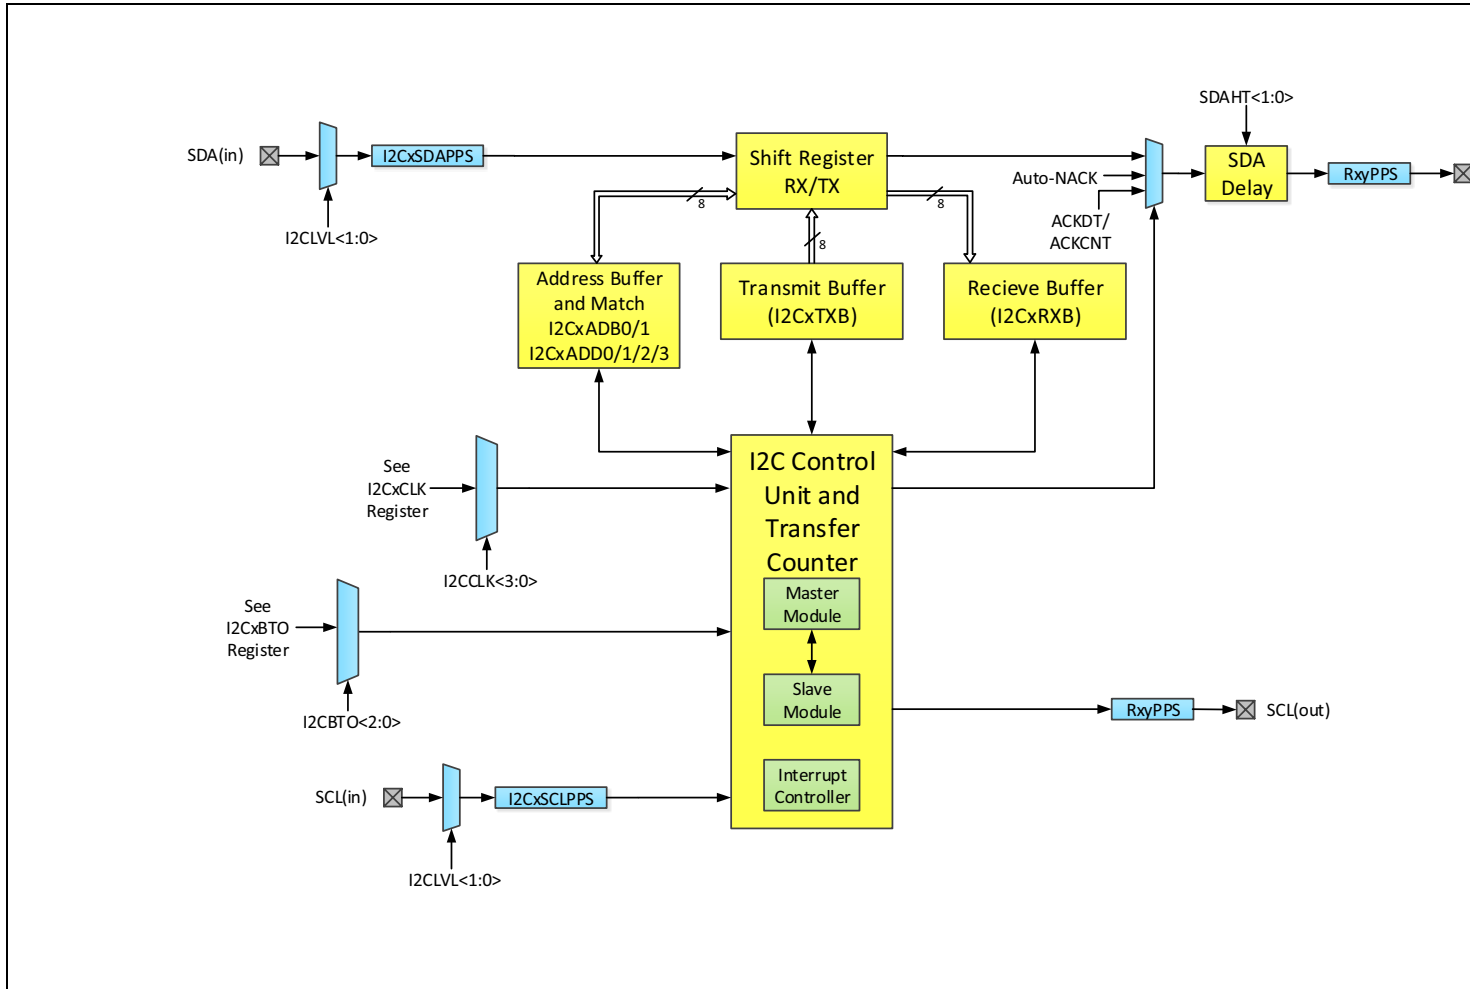 SDAHT<1:0>
SDA(in)
I2CxSDAPPS
I2CLVL<1:0>
Shift Register
RX/TX
8
8
8
Auto-NACK
ACKDT/
ACKCNT
SDA
Delay
RxyPPS
Address Buffer
and Match
I2CxADB0/1
I2CxADD0/1/2/3
Transmit Buffer
(I2CxTXB)
Recieve Buffer
(I2CxRXB)
See
I2CxCLK
Register
I2CCLK<3:0>
I2C Control
Unit and
Transfer
Counter
Master
Module
Slave
Module
Interrupt
Controller
See
I2CxBTO
Register
I2CBTO<2:0>
RxyPPS
SCL(out)
SCL(in)
I2CxSCLPPS
I2CLVL<1:0>